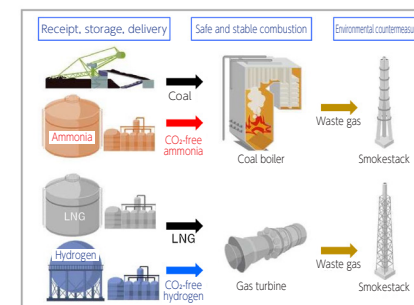 Receipt, storage, delivery
Safe and stable combustion
Environmental
Coal
Ammonia
CO₂-free
ammonia
Coal boiler
Waste gas
Smokestack
LNG
LNG
Hydrogen
CO₂-free
hydrogen
Gas turbine
Waste gas
Smokestack